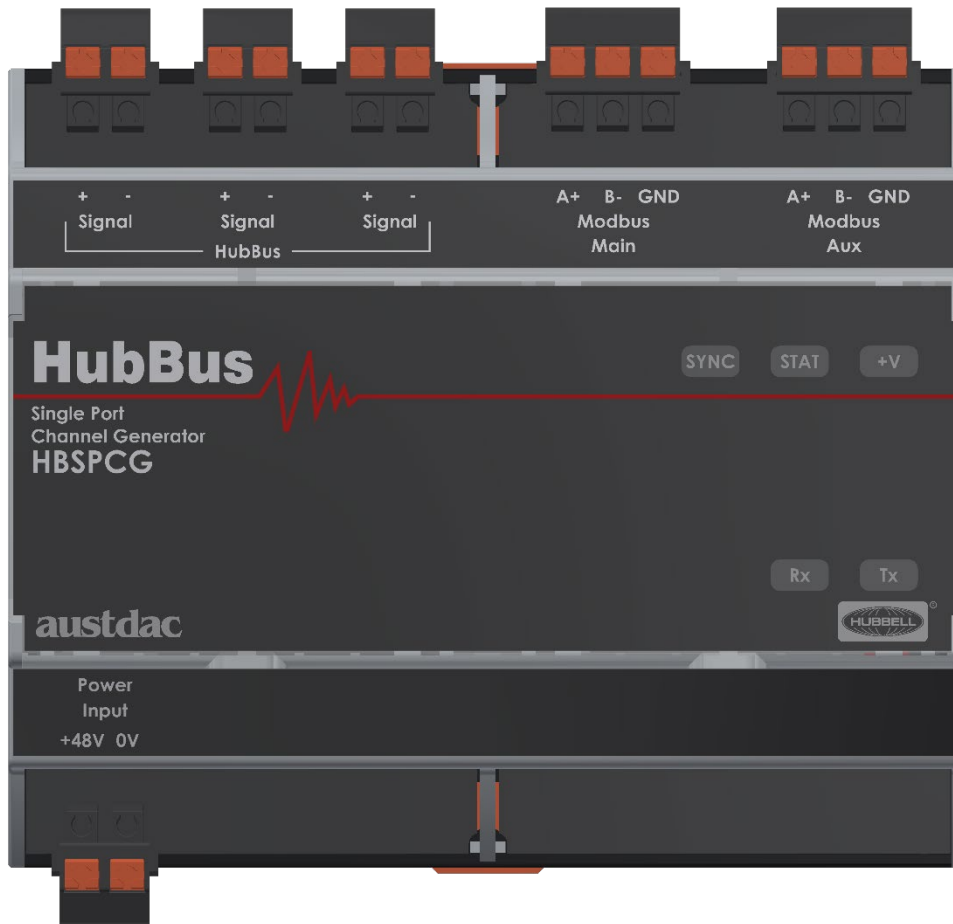 + - + - + - A+ B- GND A+ B- GND
Signal Signal Signal Modbus Modbus
HubBus Main Aux
HubBus
SYNC STAT +V
Single Port
Channel Generator
HBSPCG
Rx Tx
austdac
HUBBELL
®
Power
Input
+48V 0V